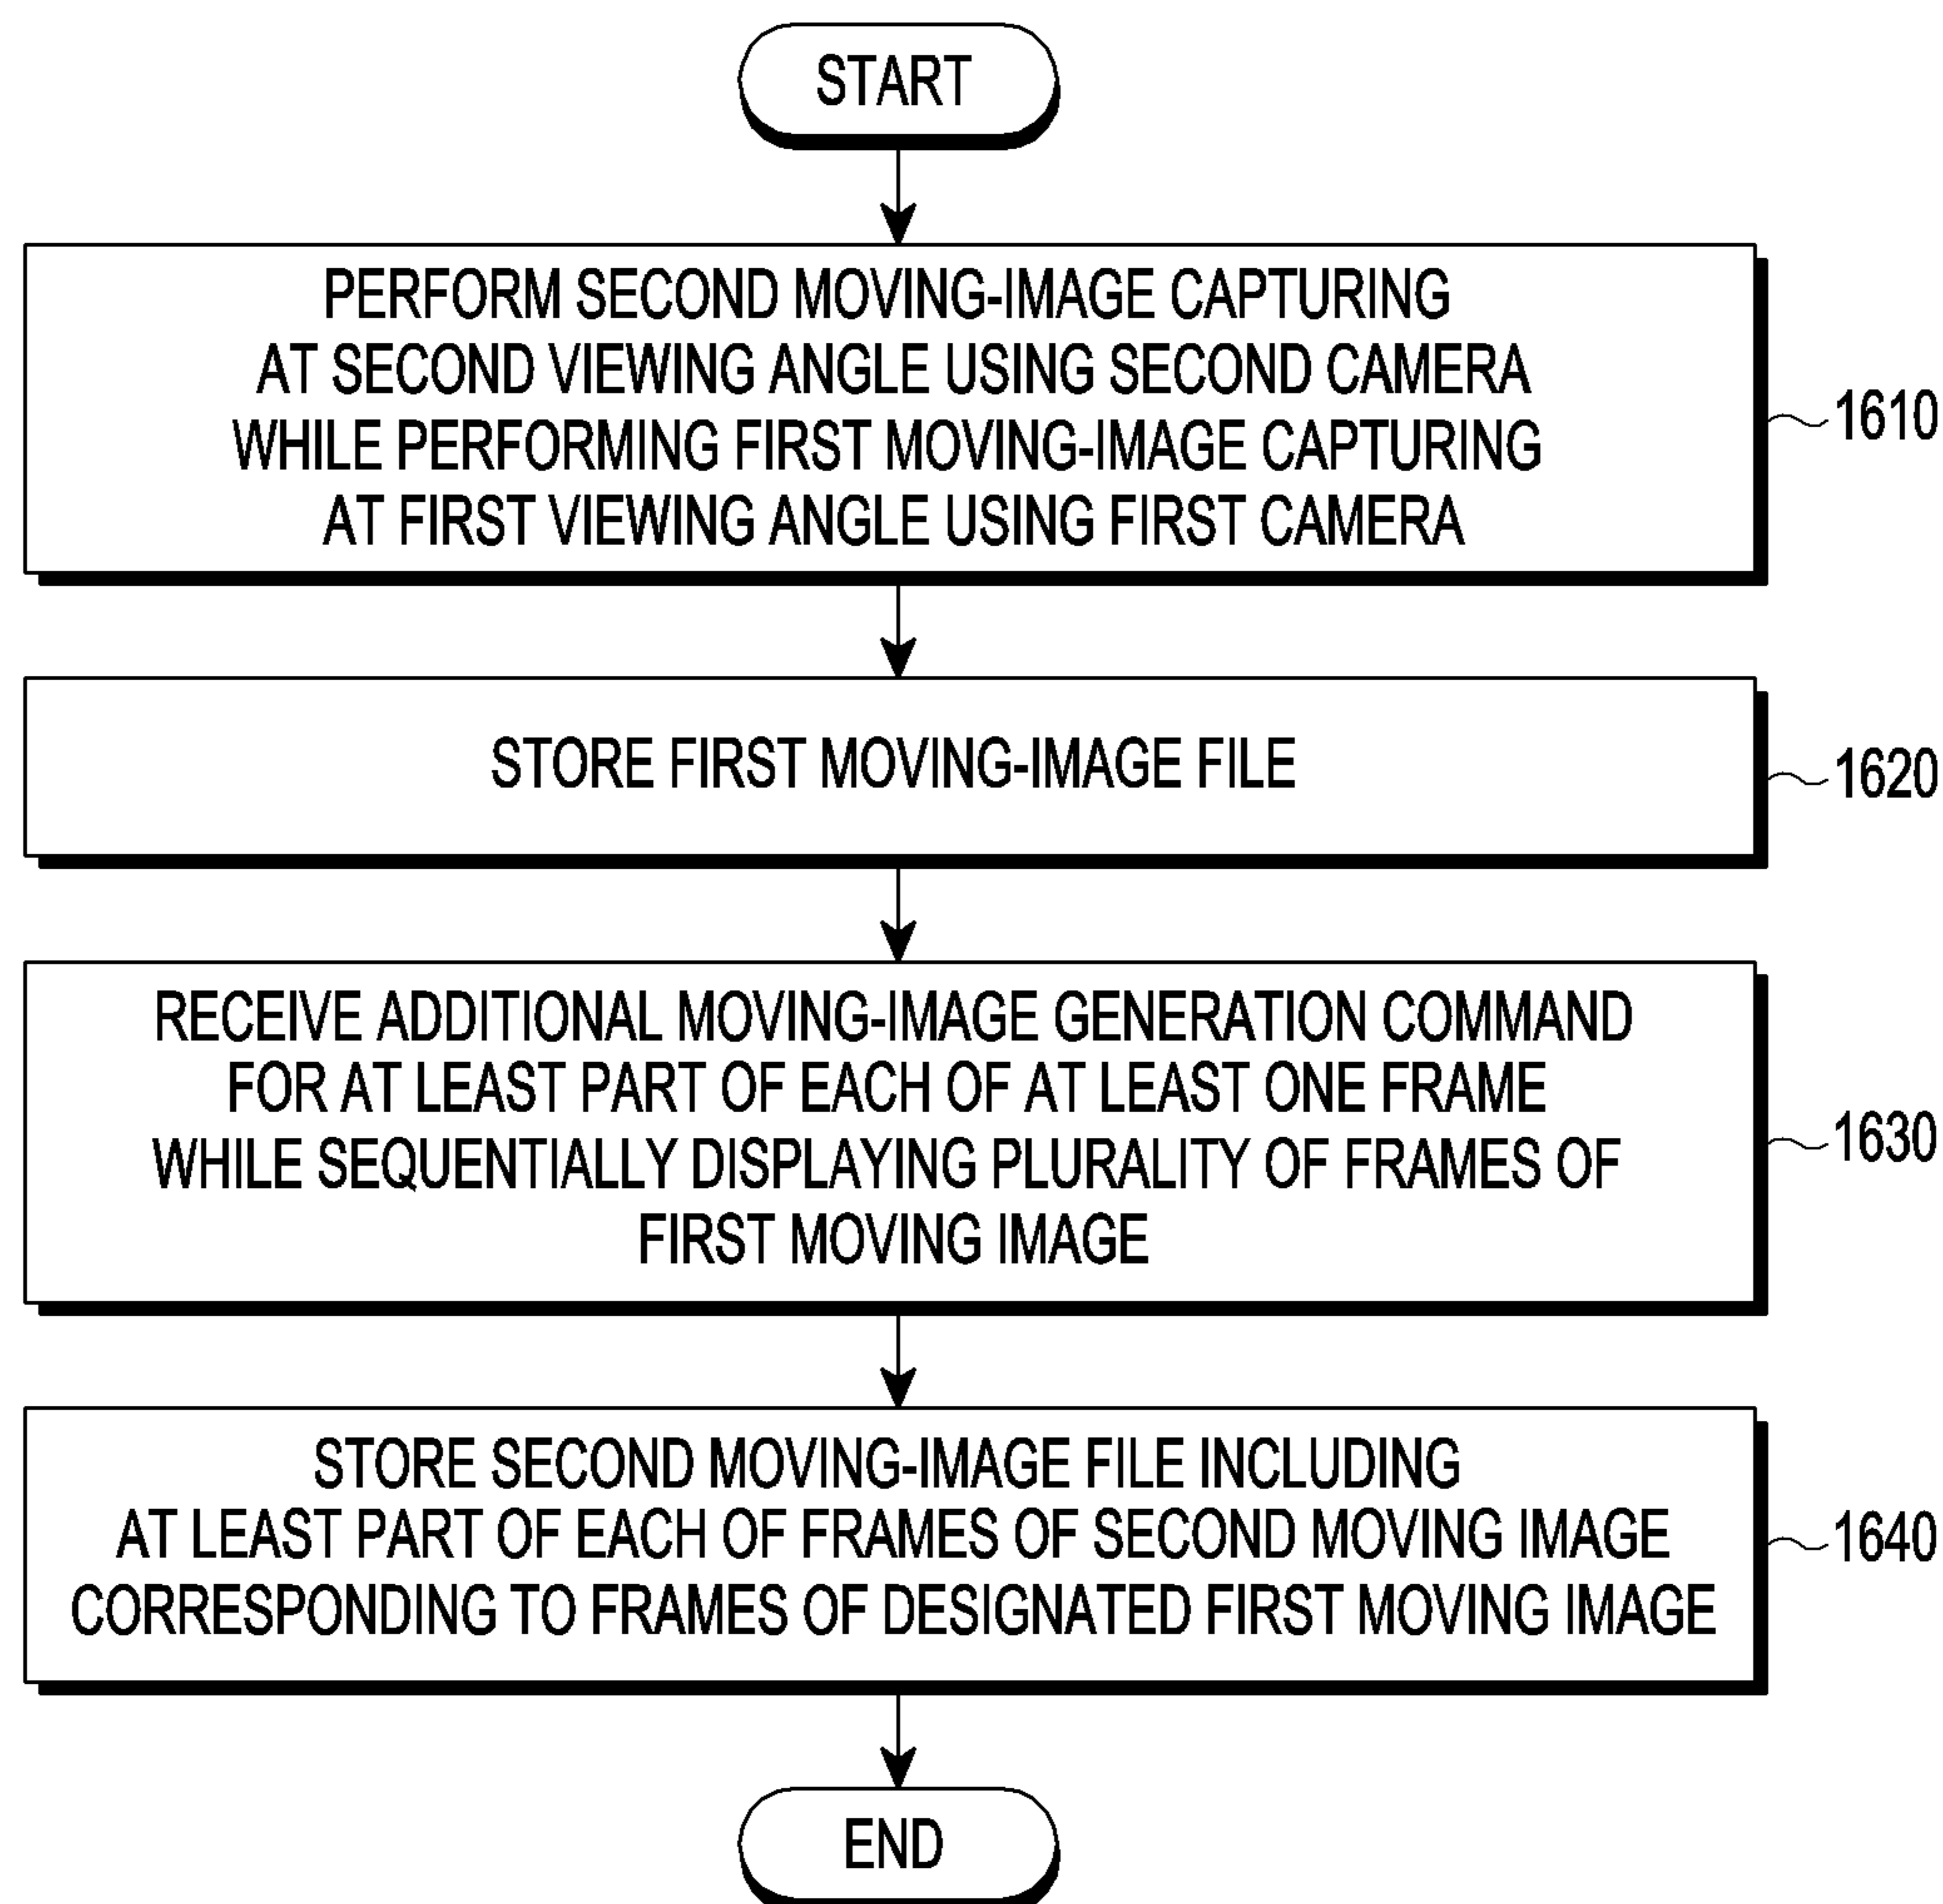 START
PERFORM SECOND MOVING-IMAGE CAPTURING
AT SECOND VIEWING ANGLE USING SECOND CAMERA
WHILE PERFORMING FIRST MOVING-IMAGE CAPTURING
AT FIRST VIEWING ANGLE USING FIRST CAMERA
1610
STORE FIRST MOVING-IMAGE FILE
1620
RECEIVE ADDITIONAL MOVING-IMAGE GENERATION COMMAND
FOR AT LEAST PART OF EACH OF AT LEAST ONE FRAME
WHILE SEQUENTIALLY DISPLAYING PLURALITY OF FRAMES OF
FIRST MOVING IMAGE
1630
STORE SECOND MOVING-IMAGE FILE INCLUDING
AT LEAST PART OF EACH OF FRAMES OF SECOND MOVING IMAGE
CORRESPONDING TO FRAMES OF DESIGNATED FIRST MOVING IMAGE
1640
END